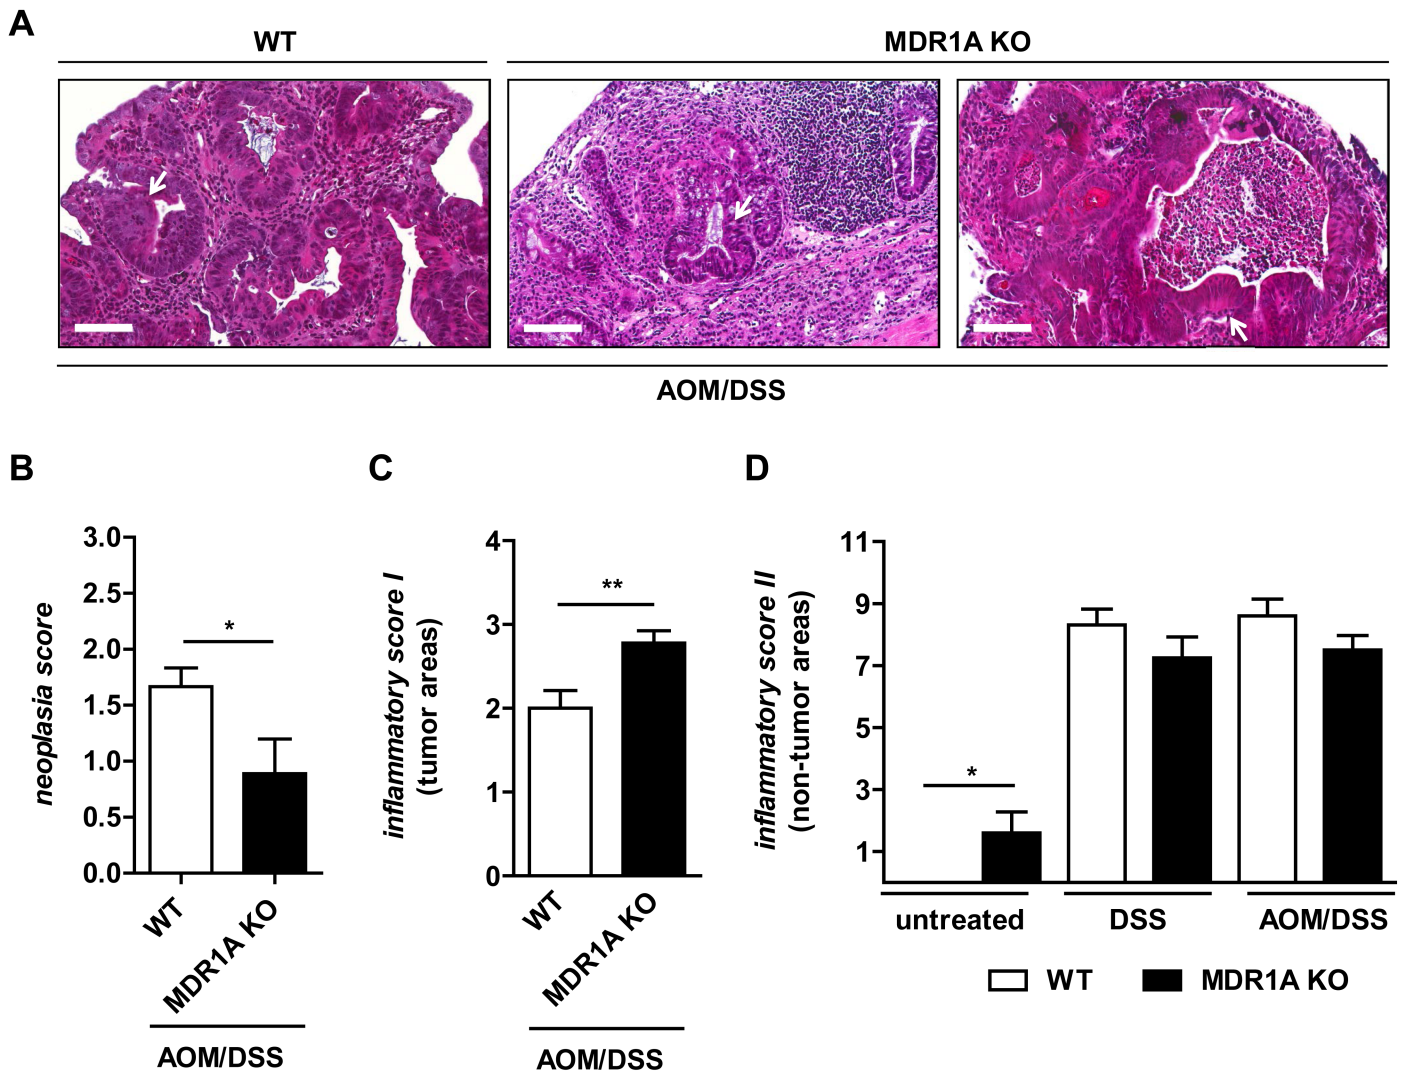 A
WT
MDR1A KO
AOM/DSS
B
neoplasia score
3.0
2.5
2.0
1.5
1.0
0.5
0.0
*
WT
MDR1A KO
AOM/DSS
C
inflammatory score I
(tumor areas)
4
3
2
1
0
**
WT
MDR1A KO
AOM/DSS
D
inflammatory score II
(non-tumor areas)
11
9
7
5
3
1
*
untreated
DSS
AOM/DSS
WT
MDR1A KO